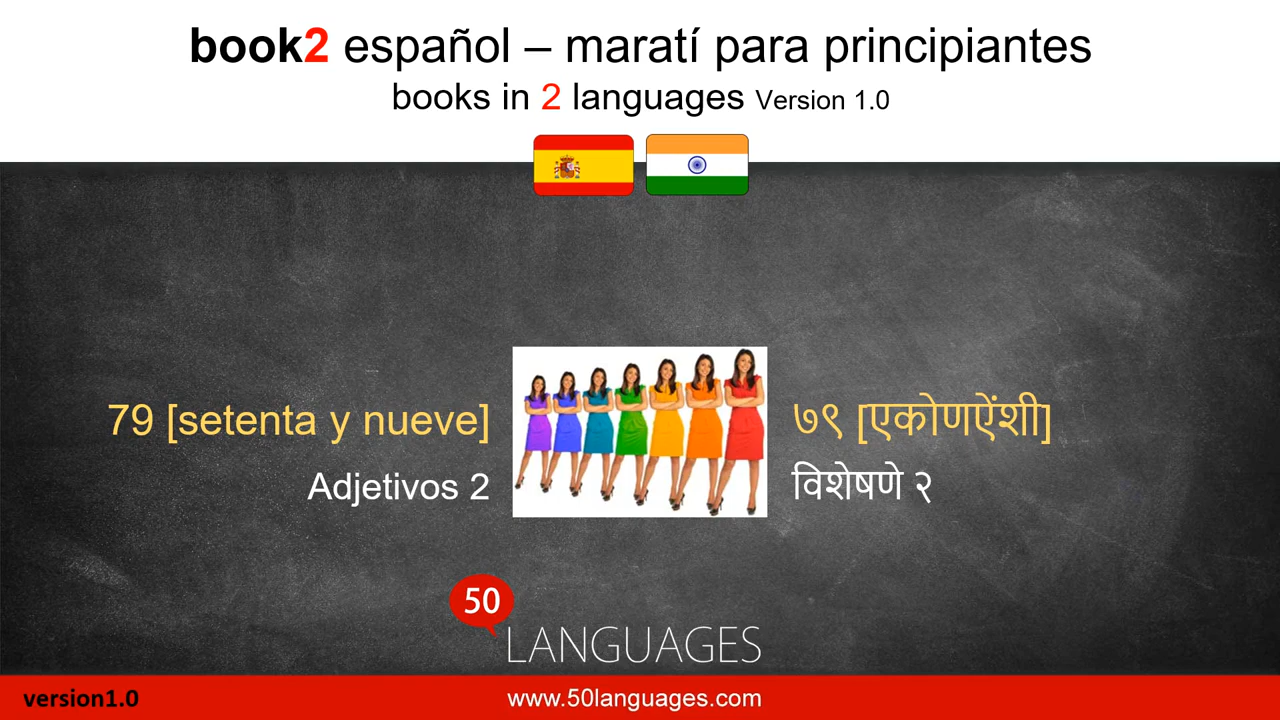 book2 español – maratí para principiantes
books in 2 languages Version 1.0
79 [setenta y nueve]
Adjetivos 2
७९ [एकोणऐंशी]
विशेषणे २
50
LANGUAGES
version1.0
www.50languages.com